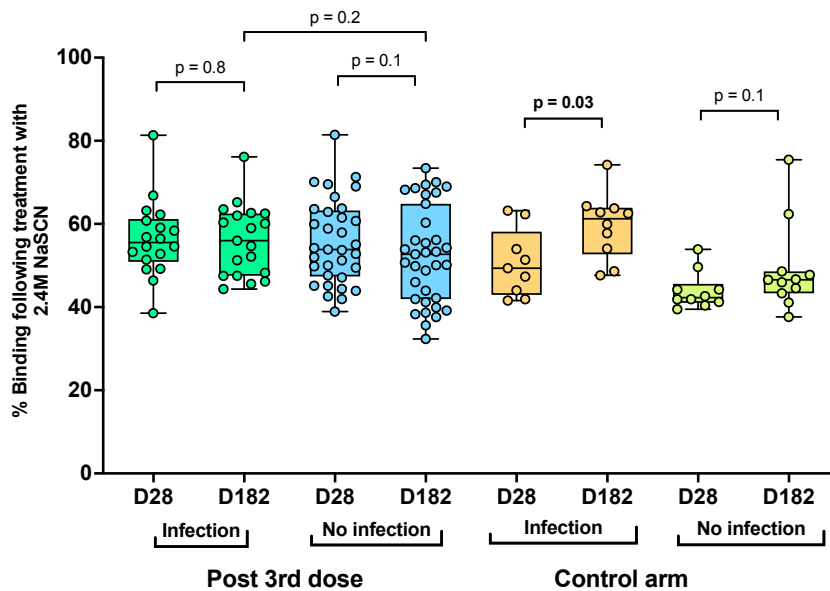 p = 0.2
p = 0.8
p = 0.1
p = 0.03
p = 0.1
100
80
60
40
20
0
% Binding following treatment with
2.4M NaSCN
D28 D182 D28 D182 D28 D182 D28 D182
Infection No infection Infection No infection
Post 3rd dose Control arm